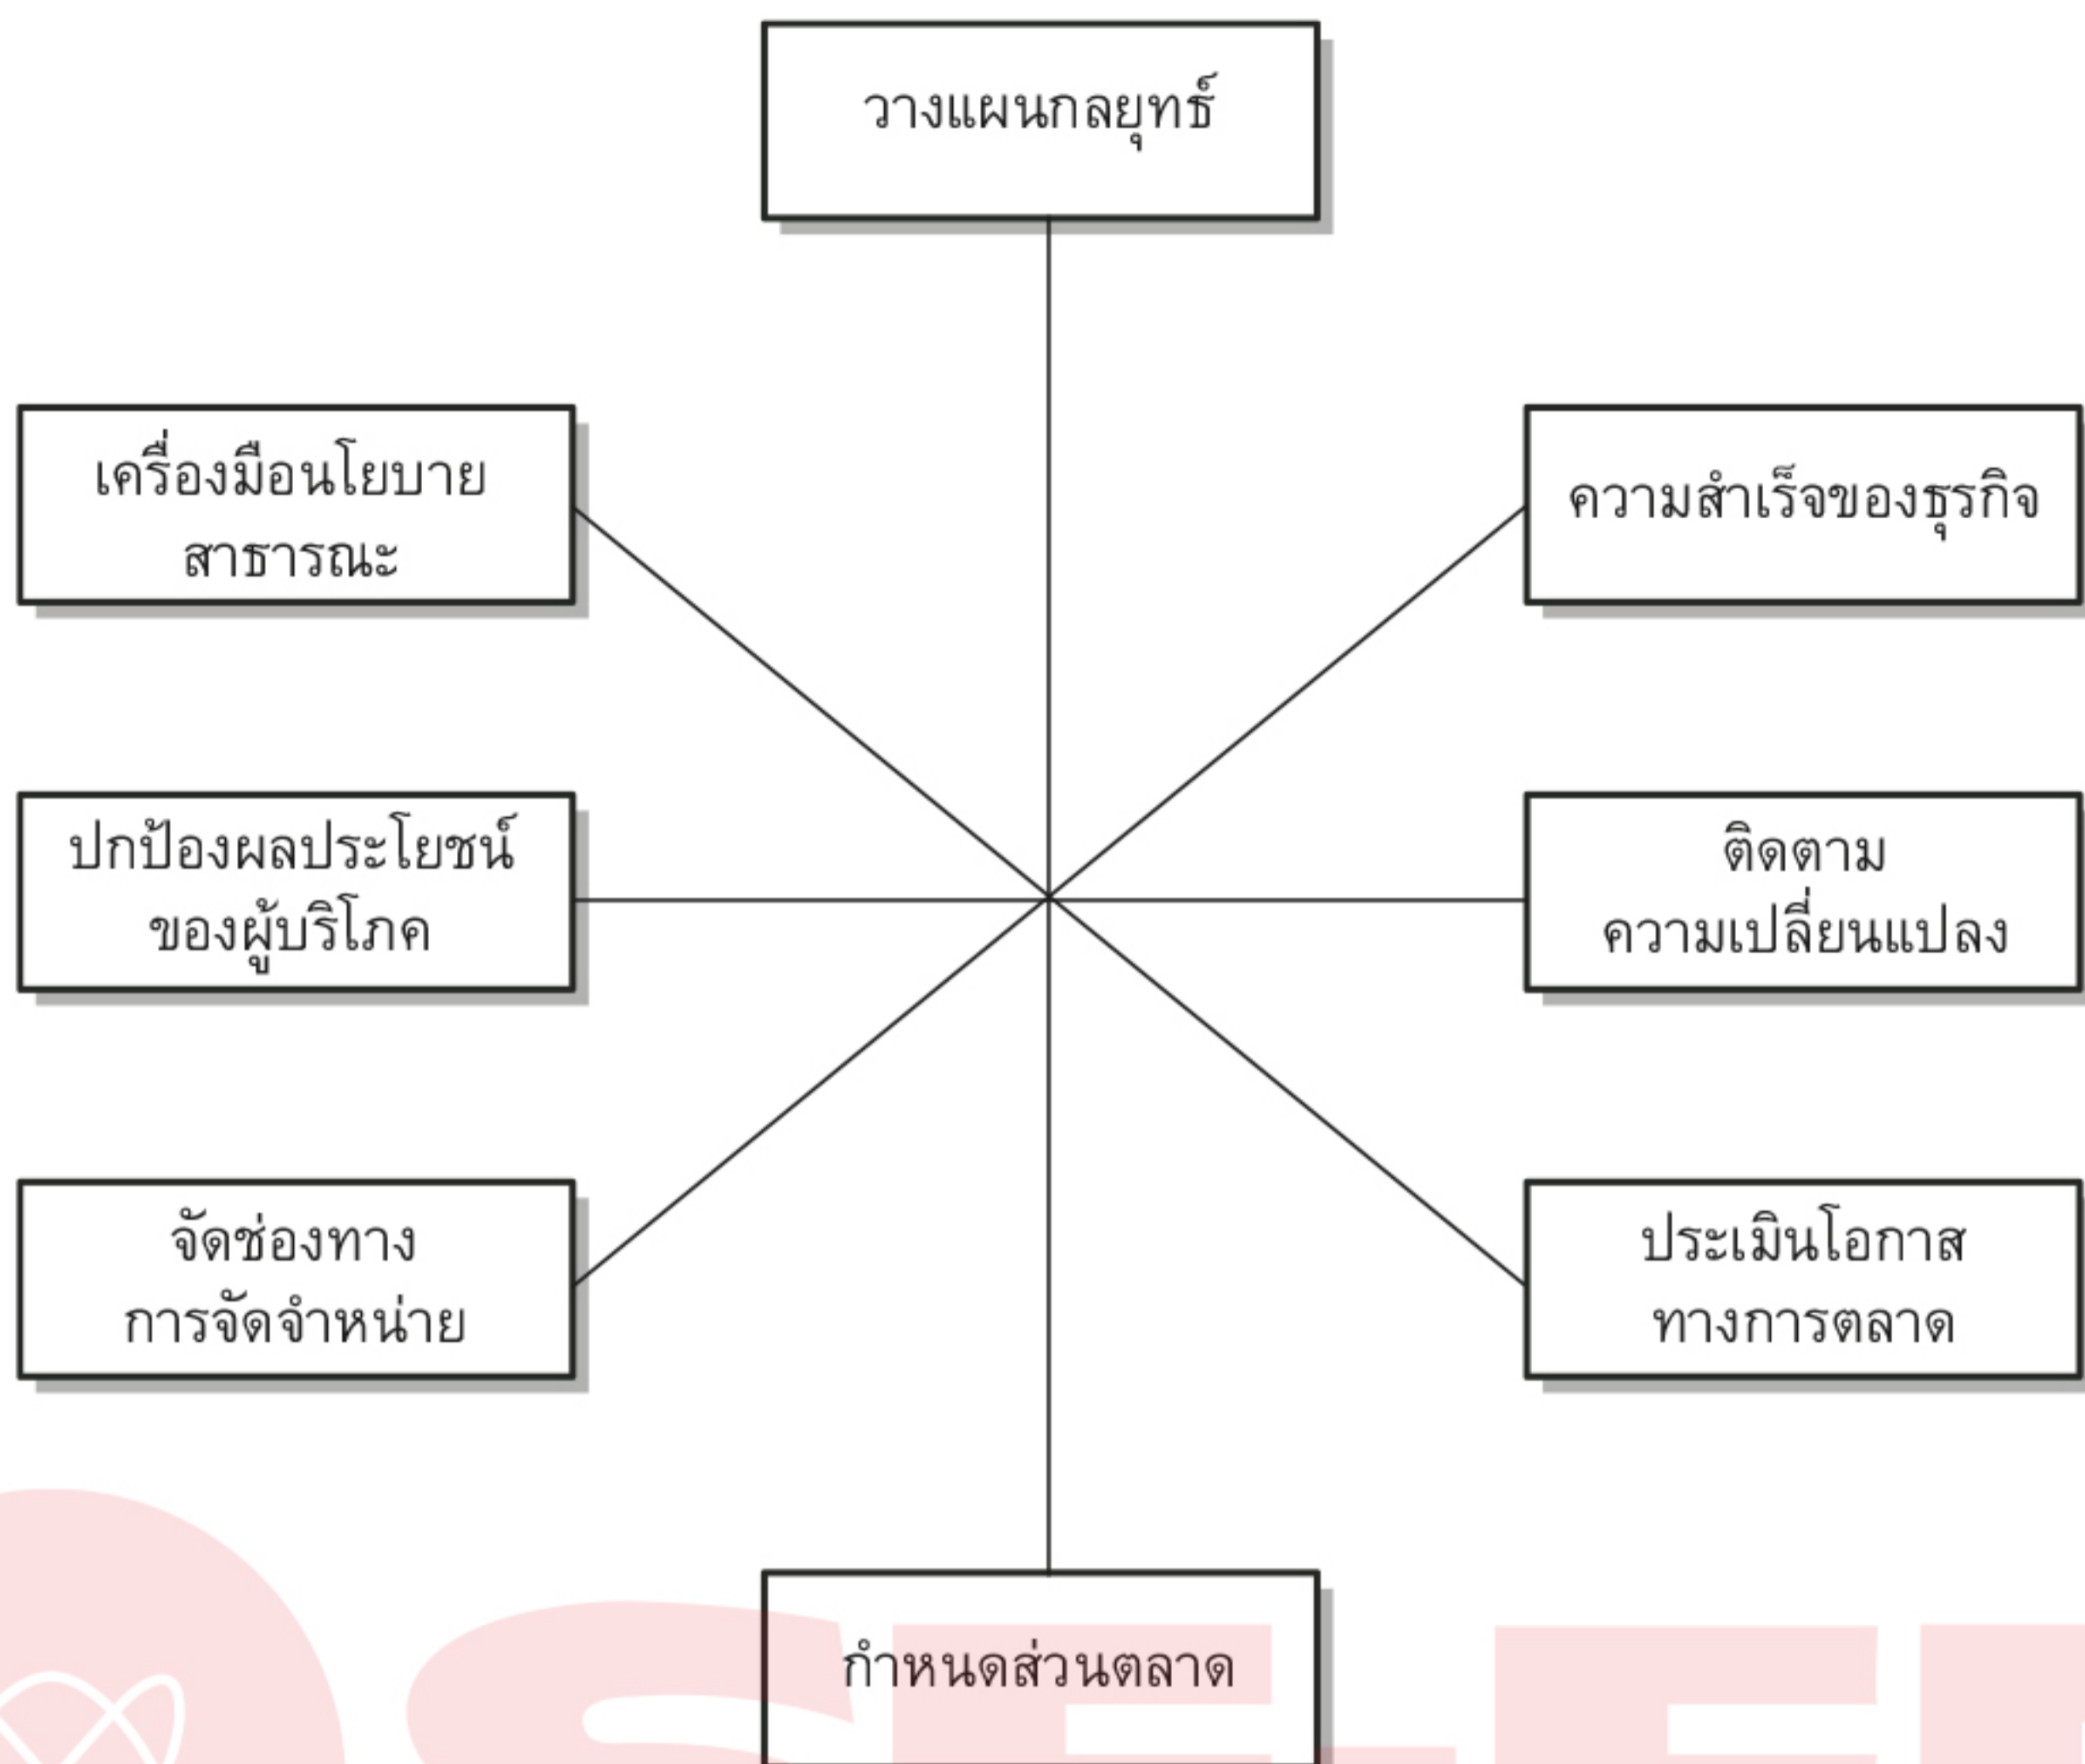 วางแผนกลยุทธ์
เครื่องมือนโยบาย
สาธารณะ
ความสำเร็จของธุรกิจ
ปกป้องผลประโยชน์
ของผู้บริโภค
ติดตาม
ความเปลี่ยนแปลง
จัดช่องทาง
การจัดจำหน่าย
ประเมินโอกาส
ทางการตลาด
กำหนดส่วนตลาด